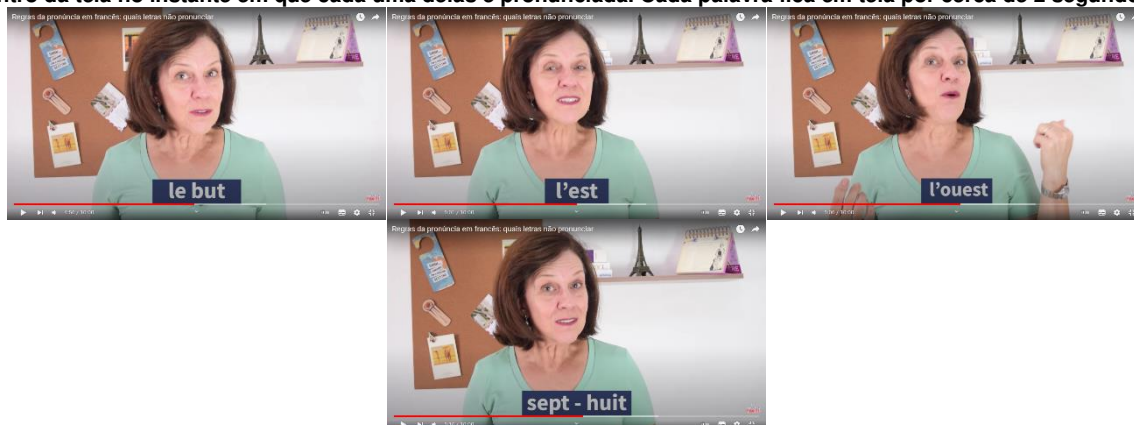 ntro da tela no instante em que cada uma delas é pronunciada. Cada palavra fica em tela por cerca de 2 segundo
Regras da pronúncia em francês: quais letras não pronunciar
le but
Regras da pronúncia em francês: quais letras não pronunciar
l'est
Regras da pronúncia em francês: quais letras não pronunciar
l'ouest
Regras da pronúncia em francês: quais letras não pronunciar
sept - huit